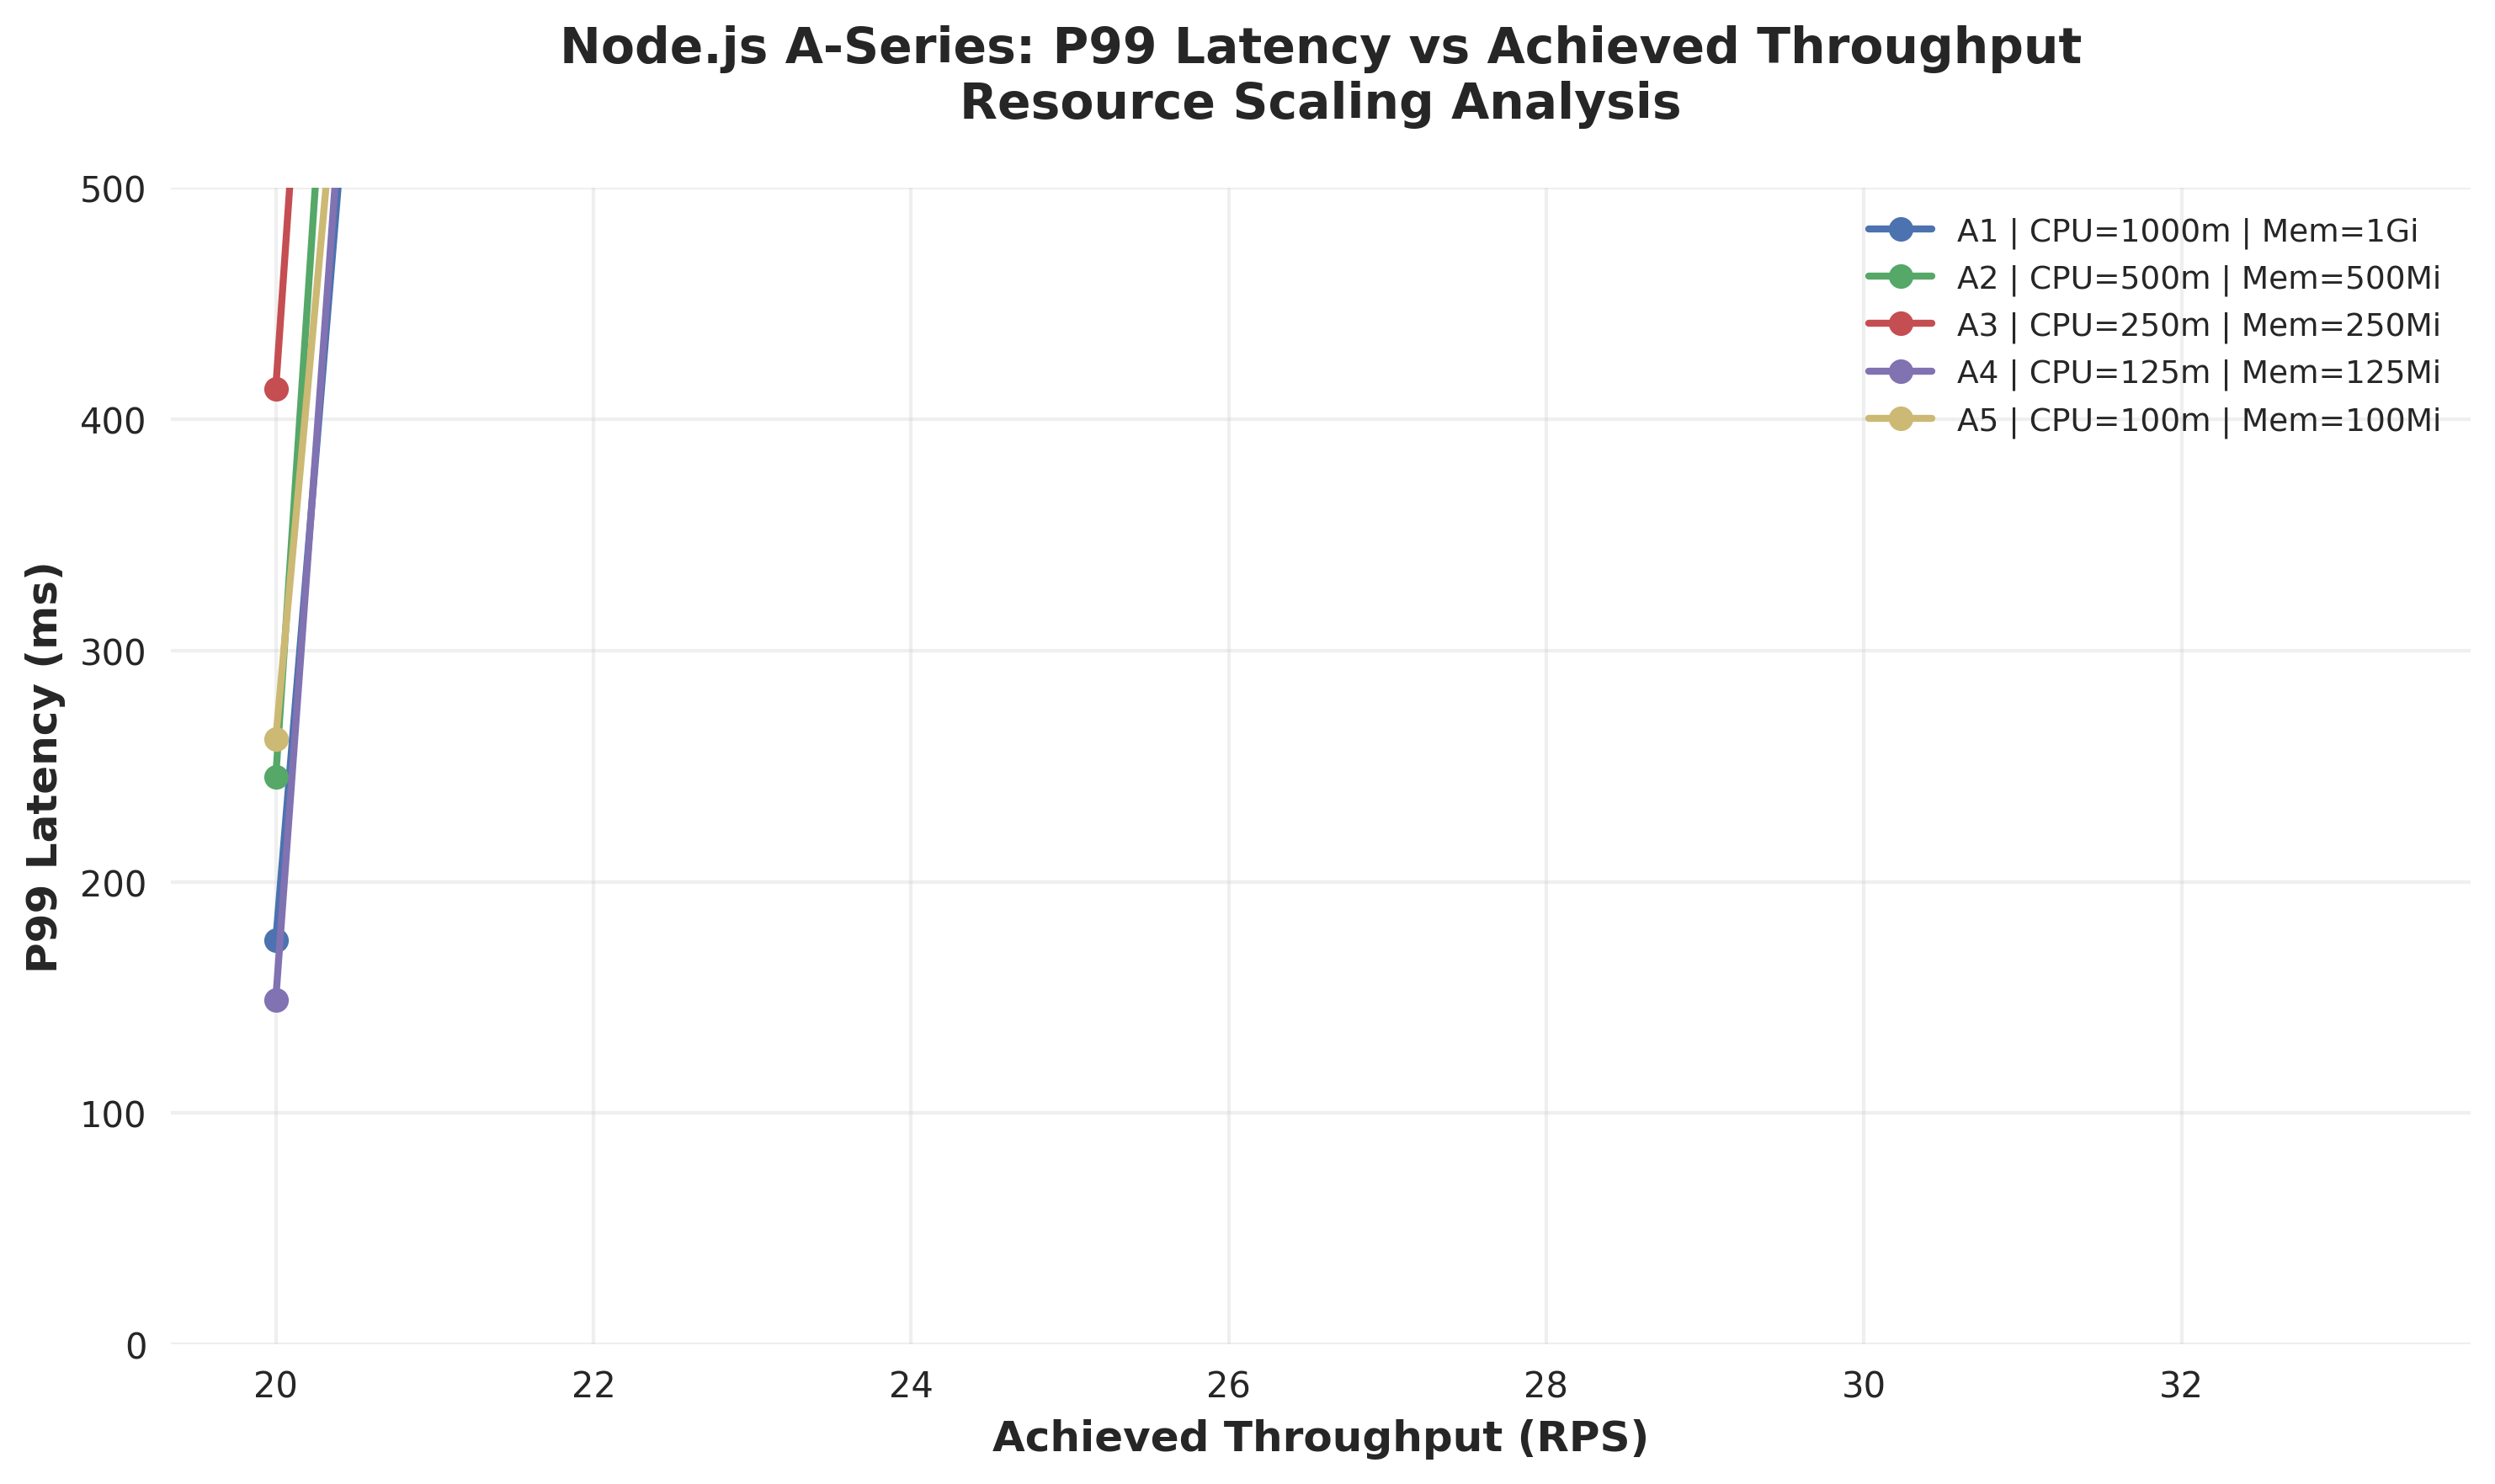 Node.js A-Series: P99 Latency vs Achieved Throughput
Resource Scaling Analysis
P99 Latency (ms)
500
400
300
200
100
0
A1 | CPU=1000m | Mem=1Gi
A2 | CPU=500m | Mem=500Mi
A3 | CPU=250m | Mem=250Mi
A4 | CPU=125m | Mem=125Mi
A5 | CPU=100m | Mem=100Mi
20 22 24 26 28 30 32
Achieved Throughput (RPS)